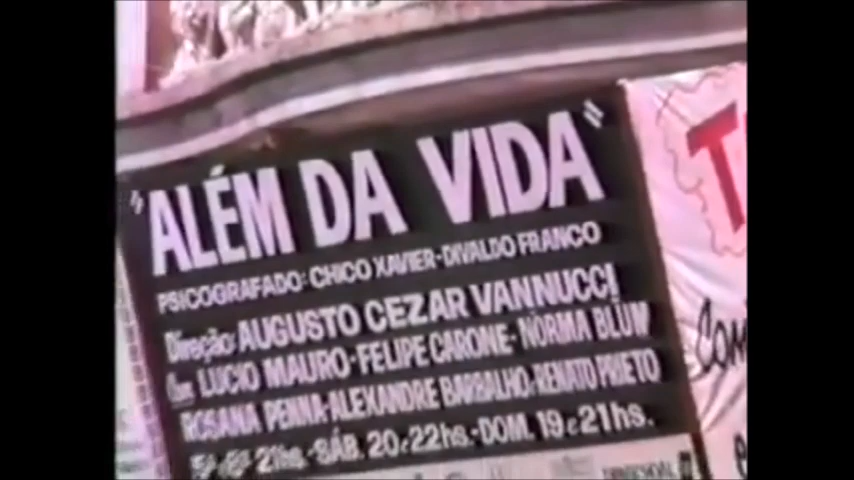 "ALÉM DA VIDA"
PSICOGRAFADO: CHICO XAVIER-DIVALDO FRANCO
Direção: AUGUSTO CEZAR VANNUCCI
LUCIO MAURO-FELIPE CARONE-NORMA BLUM
ROSANA PENNA-ALEXANDRE BARBALHO-RENATO PRIETO
21hs.-SÁB. 20 e 22hs.-DOM. 19 e 21hs.